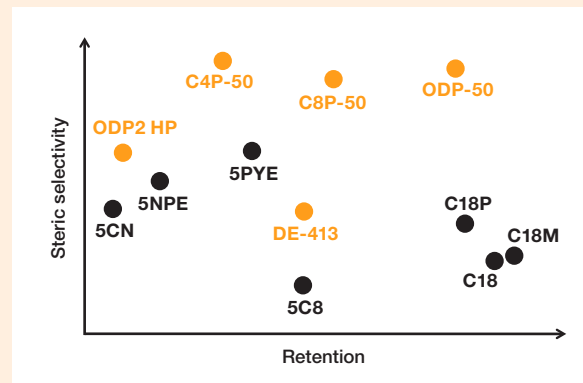 C4P-50
C8P-50
ODP-50
ODP2 HP
5PYE
5NPE
5CN
DE-413
C18P
C18M
C18
5C8
Steric selectivity
Retention